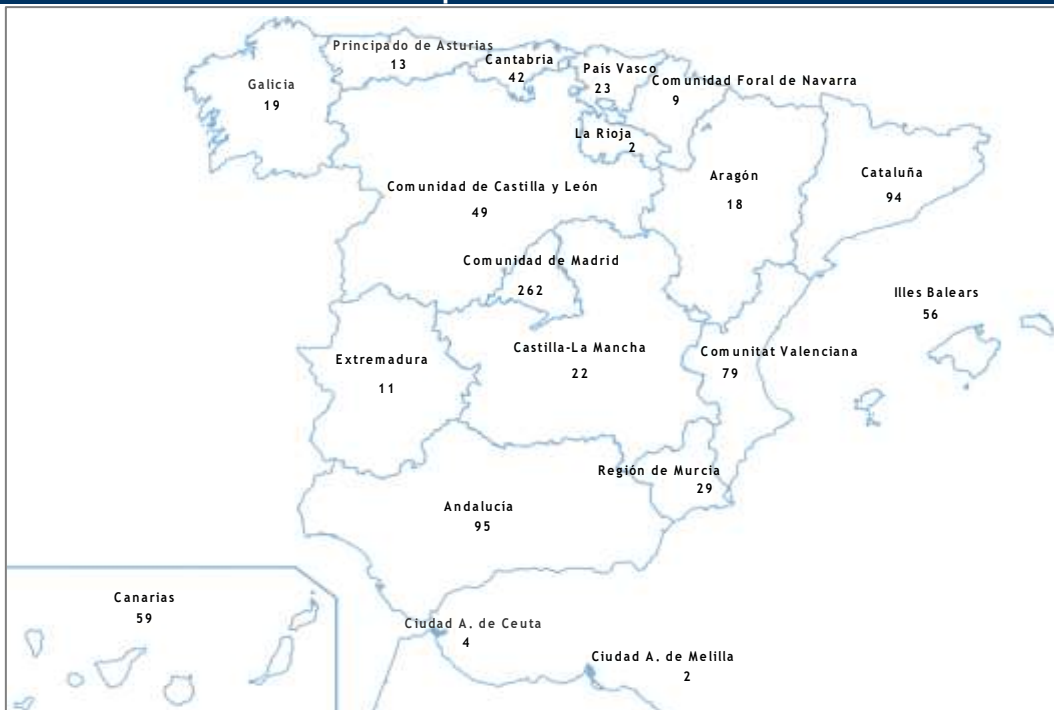 Principado de Asturias
13
Cantabria
42
País Vasco
23
Comunidad Foral de Navarra
9
Galicia
19
La Rioja
2
Aragón
18
Cataluña
94
Comunidad de Castilla y León
49
Comunidad de Madrid
262
Illes Balears
56
Extremadura
11
Castilla-La Mancha
22
Comunitat Valenciana
79
Región de Murcia
29
Andalucía
95
Canarias
59
Ciudad A. de Ceuta
4
Ciudad A. de Melilla
2